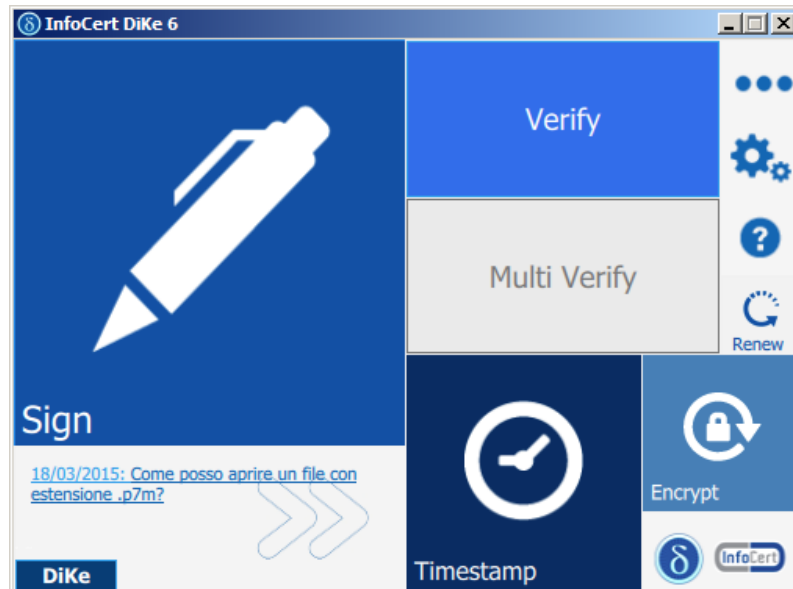 δ InfoCert DiKe 6
Verify
Multi Verify
?
Renew
Sign
18/03/2015: Come posso aprire un file con
estensione .p7m?
Encrypt
DiKe
Timestamp
δ InfoCert